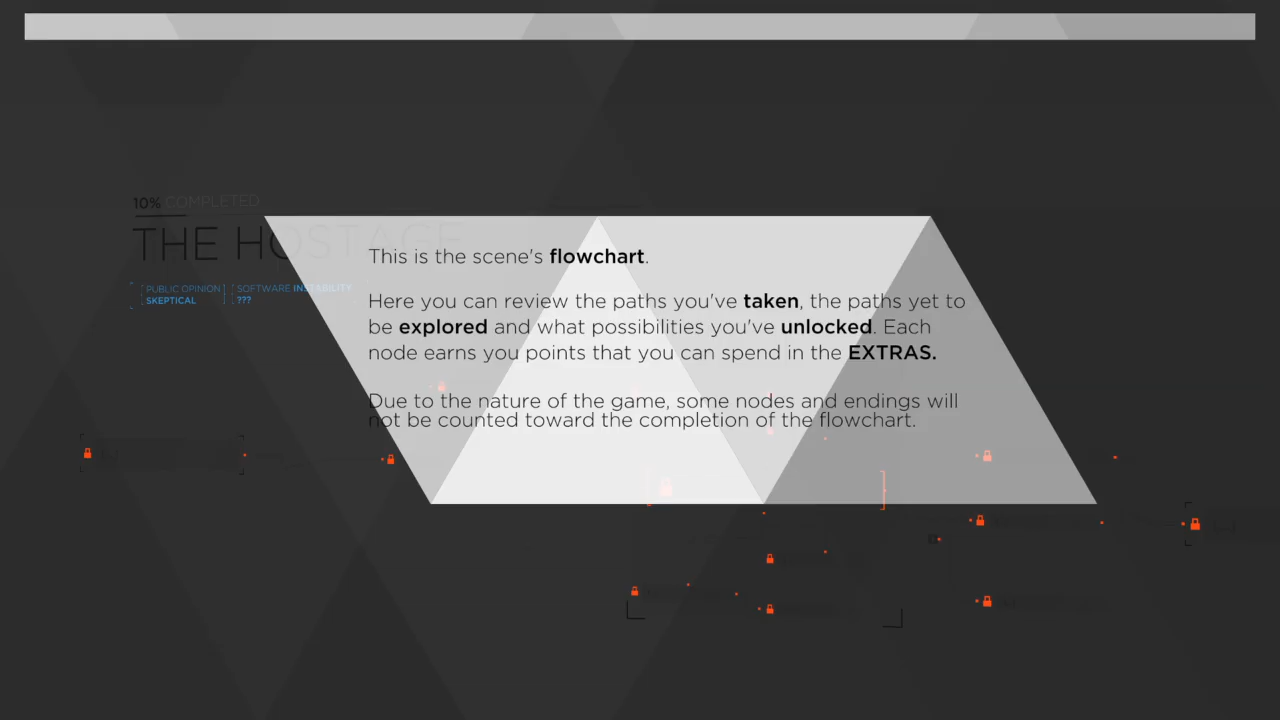 10% COMPLETED
THE HOSTAGE
PUBLIC OPINION
SKEPTICAL
SOFTWARE INSTABILITY
???
This is the scene's flowchart.
Here you can review the paths you've taken, the paths yet to
be explored and what possibilities you've unlocked. Each
node earns you points that you can spend in the EXTRAS.
Due to the nature of the game, some nodes and endings will
not be counted toward the completion of the flowchart.